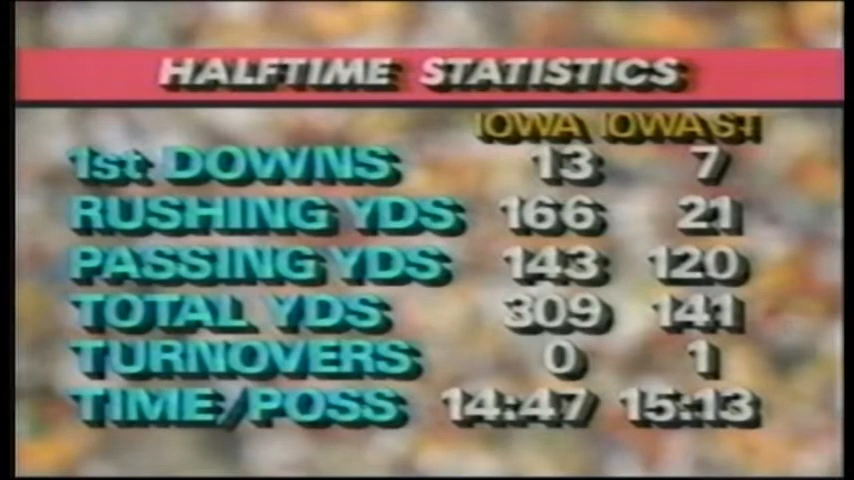 HALFTIME STATISTICS
IOWA IOWA ST
1st DOWNS 13 7
RUSHING YDS 166 21
PASSING YDS 143 120
TOTAL YDS 309 141
TURNOVERS 0 1
TIME/POSS 14:47 15:13